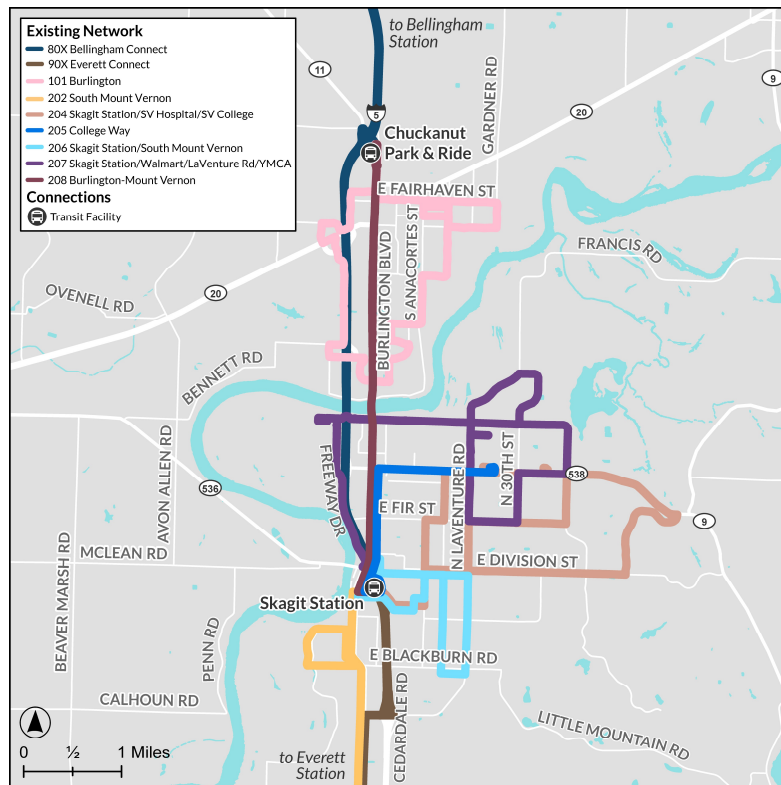 to Bellingham
Station
Existing Network
80X Bellingham Connect
90X Everett Connect
101 Burlington
202 South Mount Vernon
204 Skagit Station/SV Hospital/SV College
205 College Way
206 Skagit Station/South Mount Vernon
207 Skagit Station/Walmart/LaVenture Rd/YMCA
208 Burlington-Mount Vernon
Connections
Transit Facility
11
9
5
20
GARDNER RD
Chuckanut
Park & Ride
E FAIRHAVEN ST
S ANACORTES ST
BURLINGTON BLVD
FRANCIS RD
20
OVENELL RD
BENNETT RD
AVON ALLEN RD
FREEWAY DR
N LAVENTURE RD
N 30TH ST
538
536
E FIR ST
9
MCLEAN RD
E DIVISION ST
BEAVER MARSH RD
Skagit Station
PENN RD
E BLACKBURN RD
CALHOUN RD
CEDARDALE RD
LITTLE MOUNTAIN RD
0 ½ 1 Miles
to Everett
Station